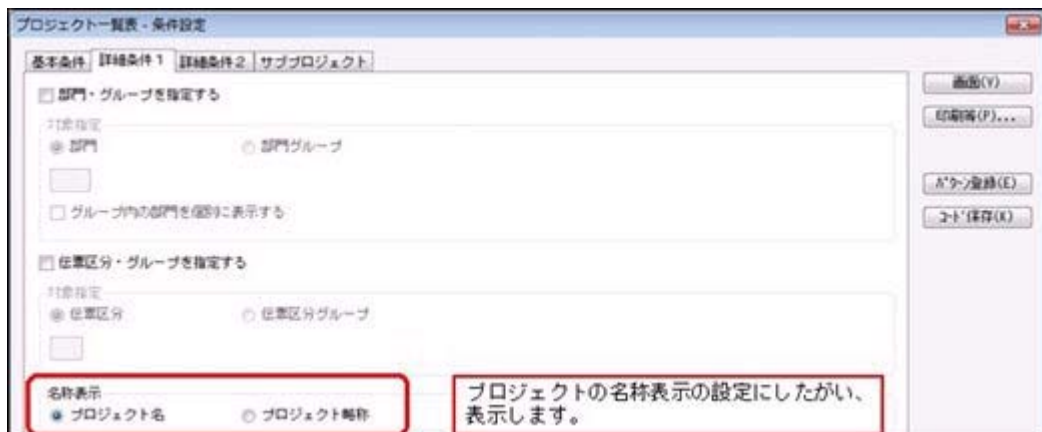 プロジェクト一覧表 - 条件設定
基本条件 詳細条件1 詳細条件2 サブプロジェクト
部門・グループを指定する
対象指定
部門 部門グループ
グループ内の部門を個別に表示する
伝票区分・グループを指定する
対象指定
伝票区分 伝票区分グループ
名称表示
プロジェクト名 プロジェクト略称
プロジェクトの名称表示の設定にしたがい、
表示します。
画面(V)
印刷等(P)...
パターン登録(E)
コード保存(K)